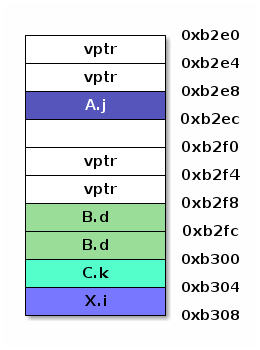 0xb2e0
vptr
0xb2e4
vptr
0xb2e8
A.j
0xb2ec
0xb2f0
vptr
0xb2f4
vptr
0xb2f8
B.d
0xb2fc
B.d
0xb300
C.k
0xb304
X.i
0xb308